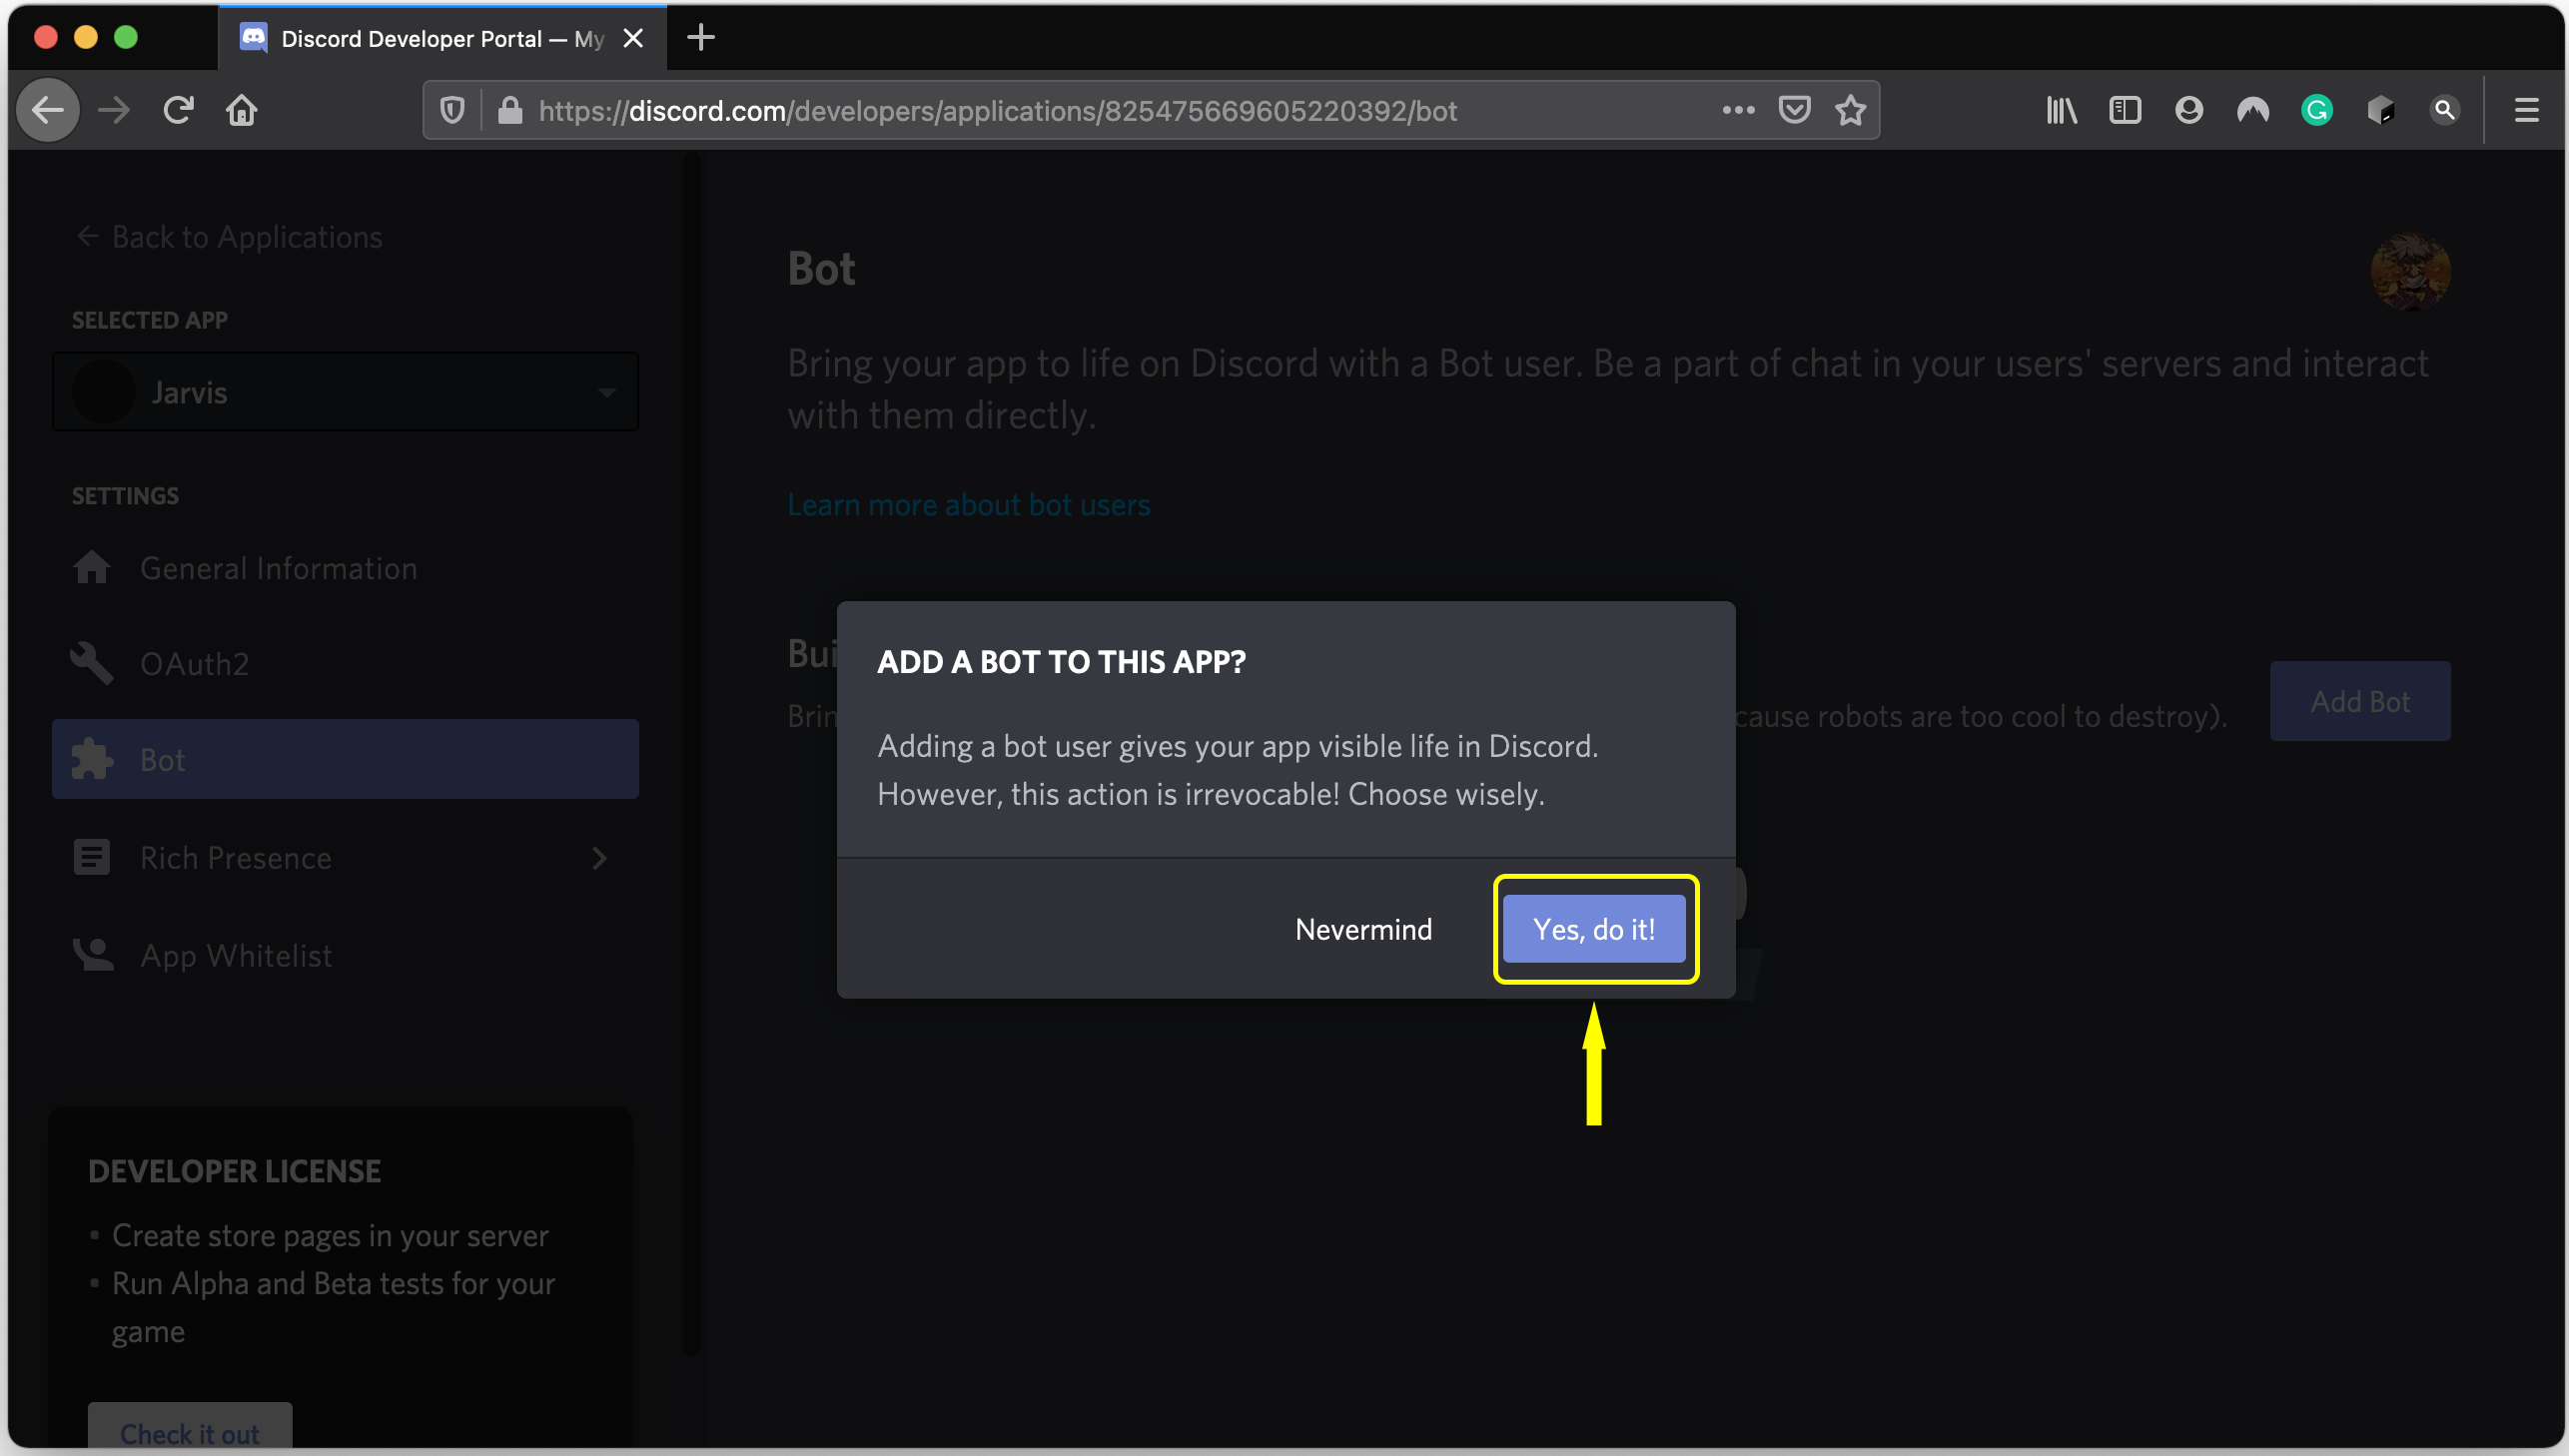 Discord Developer Portal — My
https://discord.com/developers/applications/825475669605220392/bot
← Back to Applications
SELECTED APP
Jarvis
SETTINGS
General Information
OAuth2
Bot
Rich Presence
App Whitelist
DEVELOPER LICENSE
Create store pages in your server
Run Alpha and Beta tests for your
game
Check it out
Bot
Bring your app to life on Discord with a Bot user. Be a part of chat in your users' servers and interact
with them directly.
Learn more about bot users
Bui
Brin
cause robots are too cool to destroy).
Add Bot
ADD A BOT TO THIS APP?
Adding a bot user gives your app visible life in Discord.
However, this action is irrevocable! Choose wisely.
Nevermind
Yes, do it!